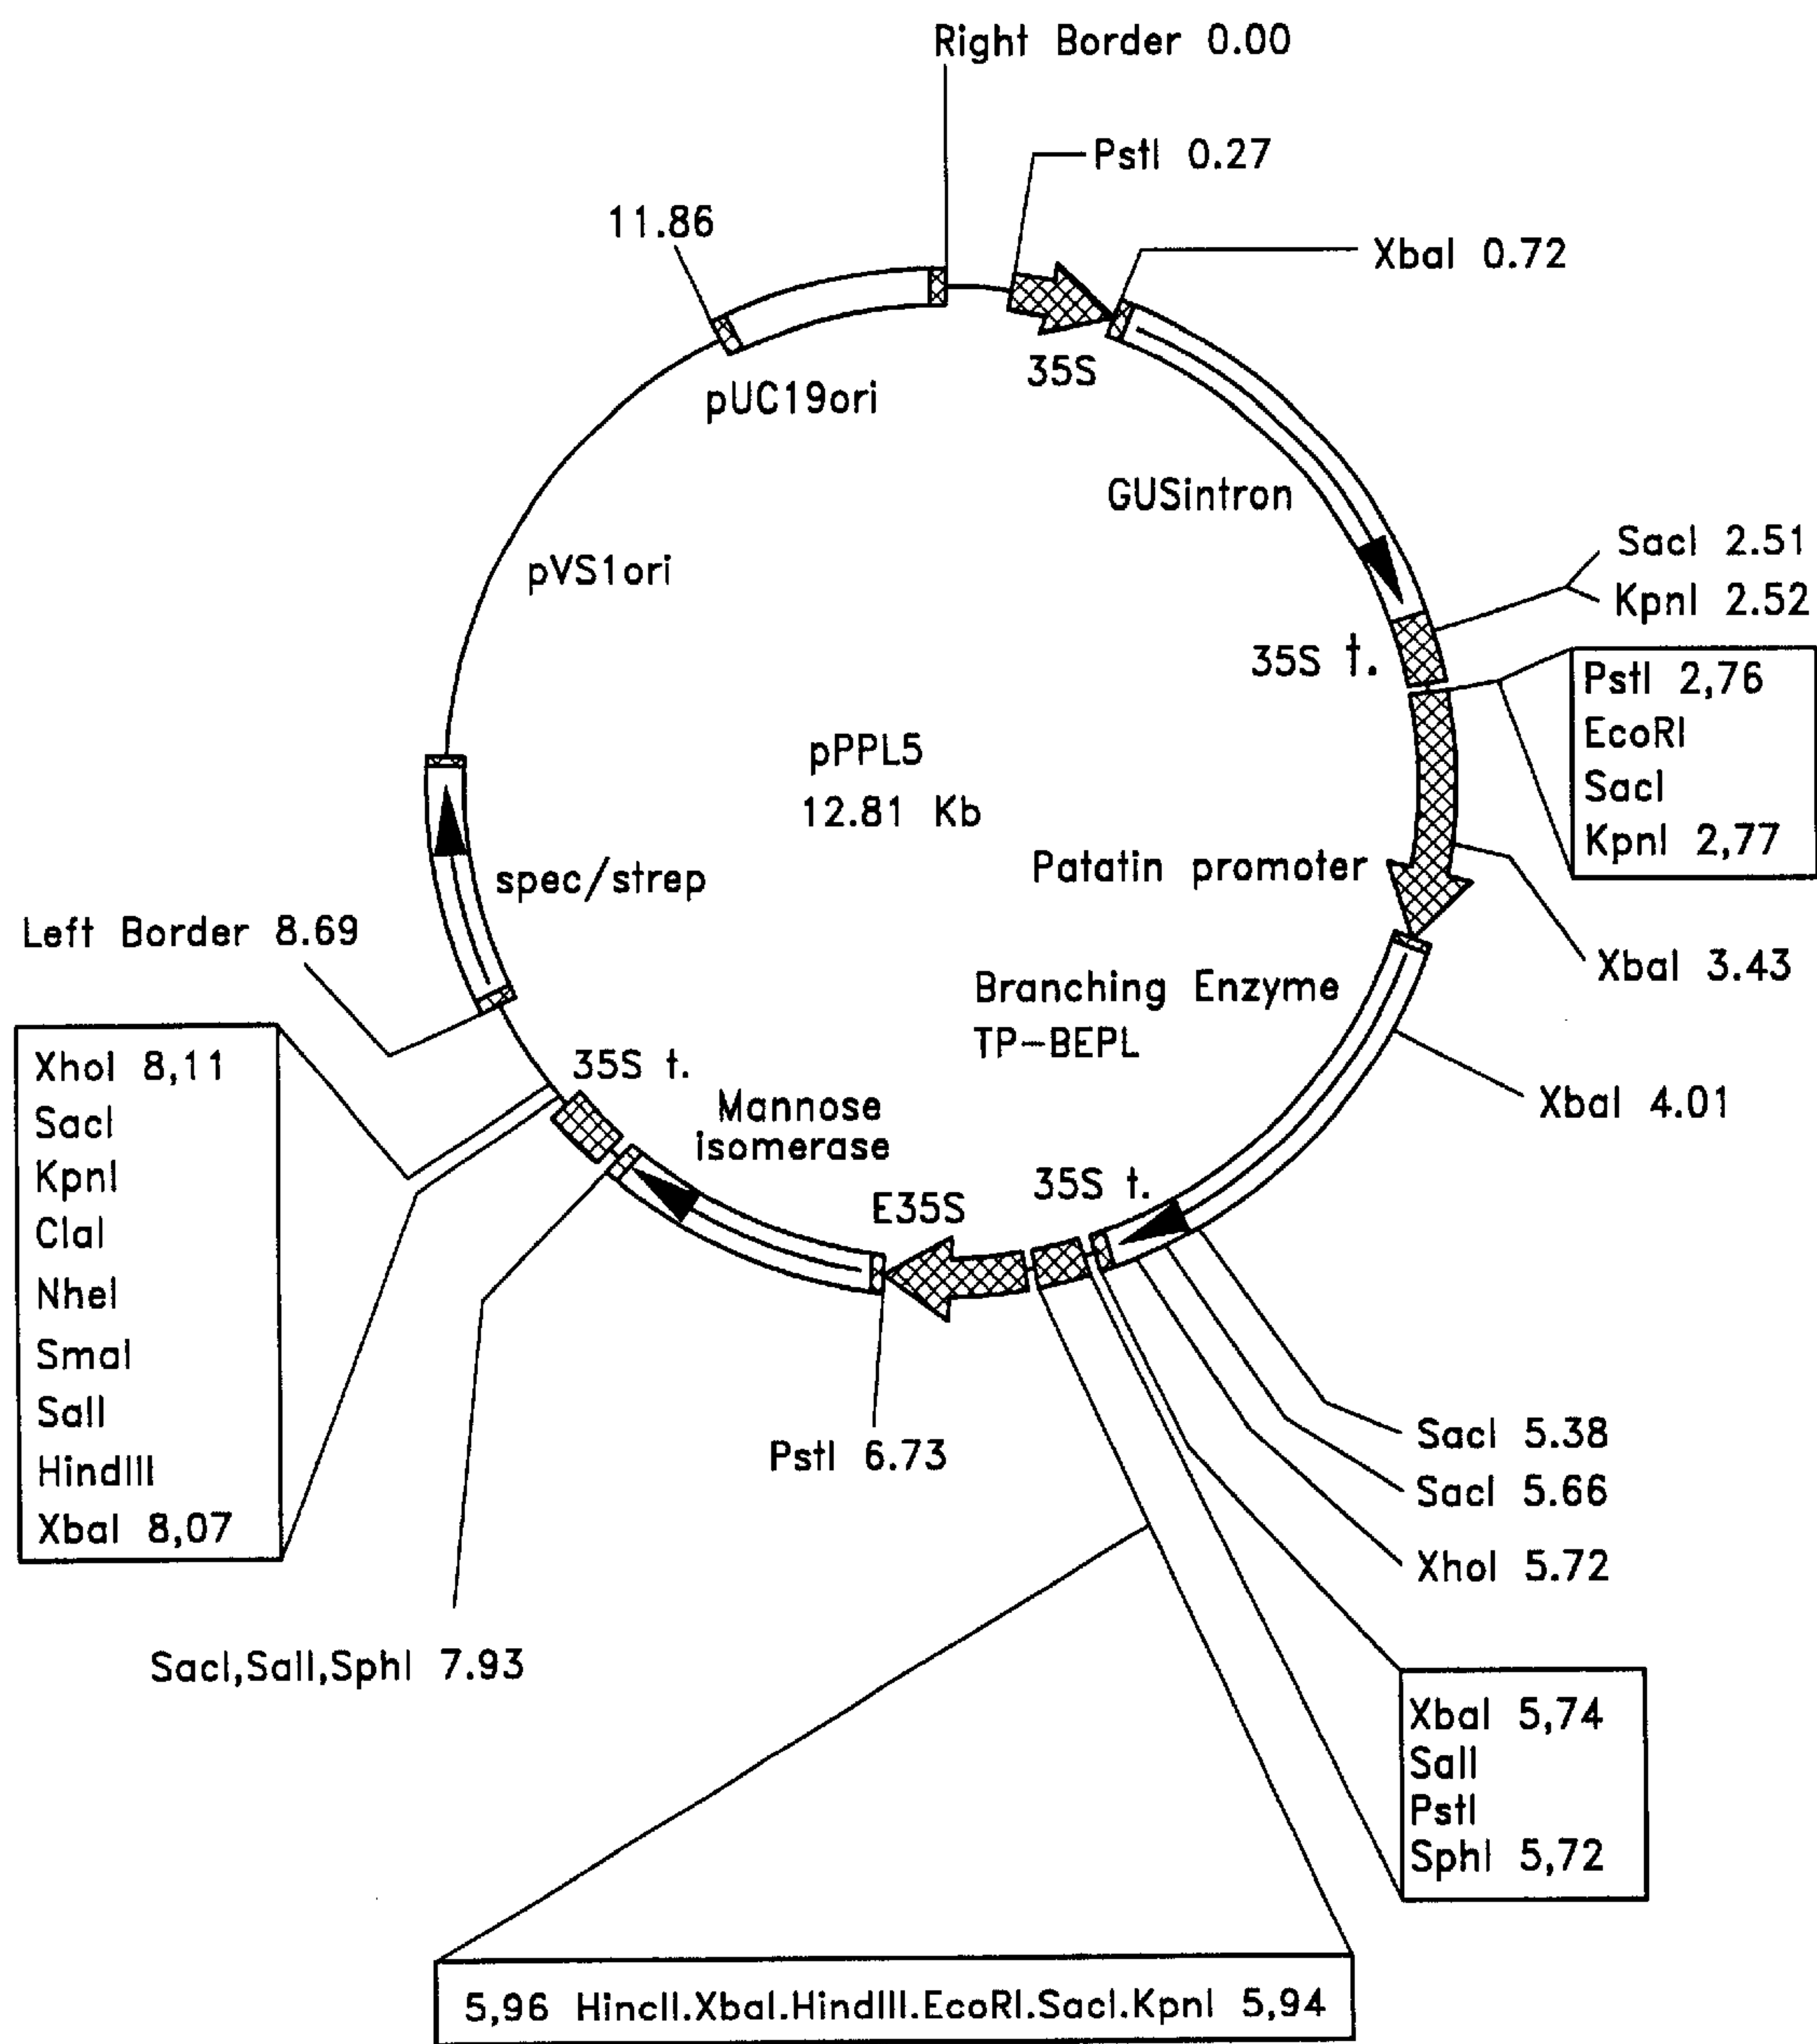 Right Border 0.00
PstI 0.27
11.86
XbaI 0.72
35S
pUC19ori
GUSintron
SacI 2.51
KpnI 2.52
pVS1ori
35S t.
PstI 2,76
EcoRI
SacI
KpnI 2,77
pPPL5
12.81 Kb
Patatin promoter
spec/strep
Left Border 8.69
XbaI 3.43
Branching Enzyme
TP-BEPL
XhoI 8,11
SacI
KpnI
ClaI
NheI
SmaI
SalI
HindIII
XbaI 8,07
35S t.
Mannose
isomerase
XbaI 4.01
35S t.
E35S
PstI 6.73
SacI 5.38
SacI 5.66
XhoI 5.72
SacI,SalI,SphI 7.93
XbaI 5,74
SalI
PstI
SphI 5,72
5,96 HincII.XbaI.HindIII.EcoRI.SacI.KpnI 5,94